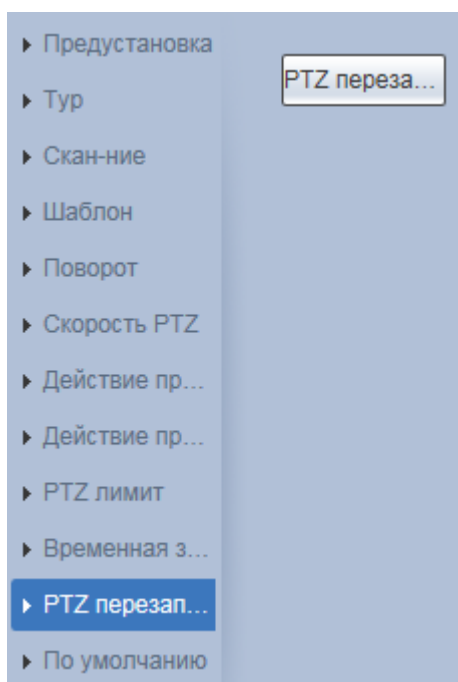 Предустановка
Тур
Скан-ние
Шаблон
Поворот
Скорость PTZ
Действие пр...
Действие пр...
PTZ лимит
Временная з...
PTZ перезап...
По умолчанию
PTZ переза...